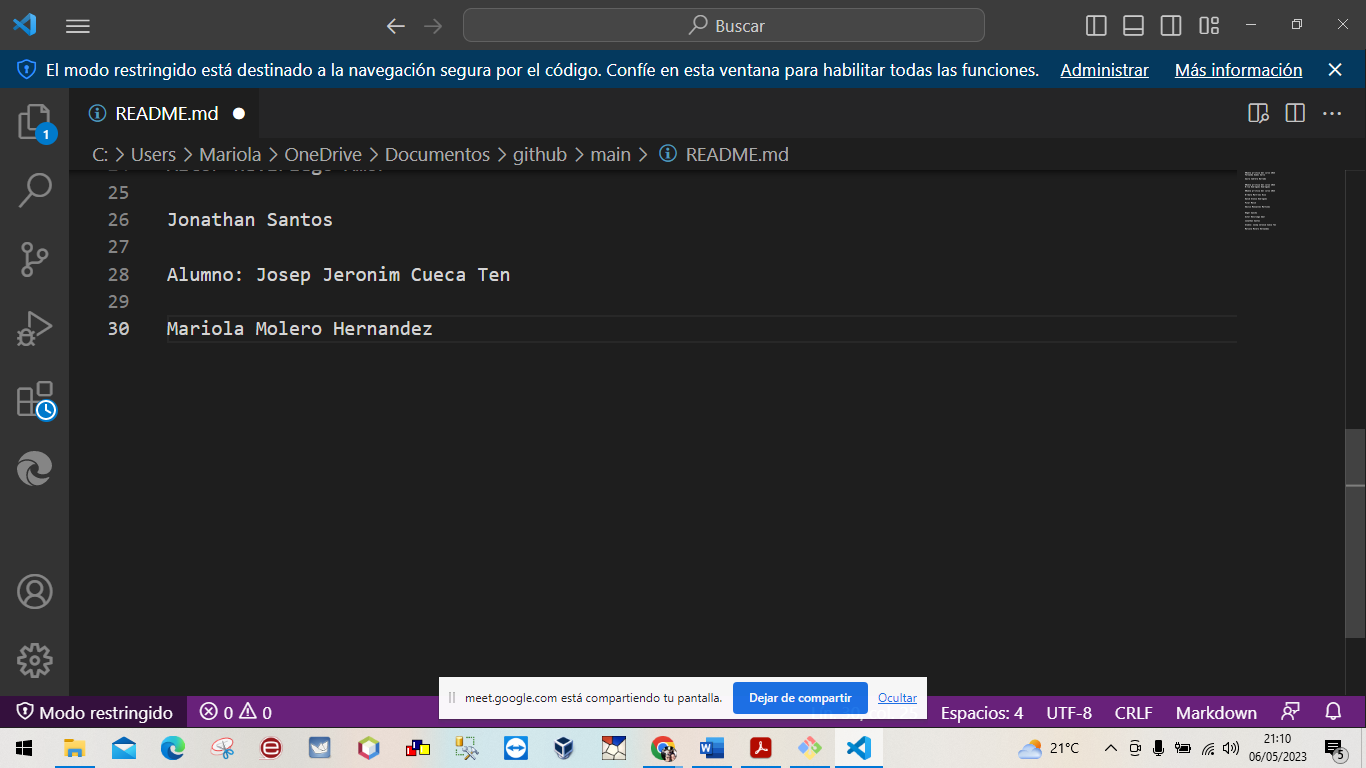 Buscar
El modo restringido está destinado a la navegación segura por el código. Confíe en esta ventana para habilitar todas las funciones. Administrar Más información
README.md
C: > Users > Mariola > OneDrive > Documentos > github > main > README.md
25
26 Jonathan Santos
27
28 Alumno: Josep Jeronim Cueca Ten
29
30 Mariola Molero Hernandez
1
meet.google.com está compartiendo tu pantalla. Dejar de compartir Ocultar
Modo restringido 0 0 Espacios: 4 UTF-8 CRLF Markdown
21°C 21:10
06/05/2023 5